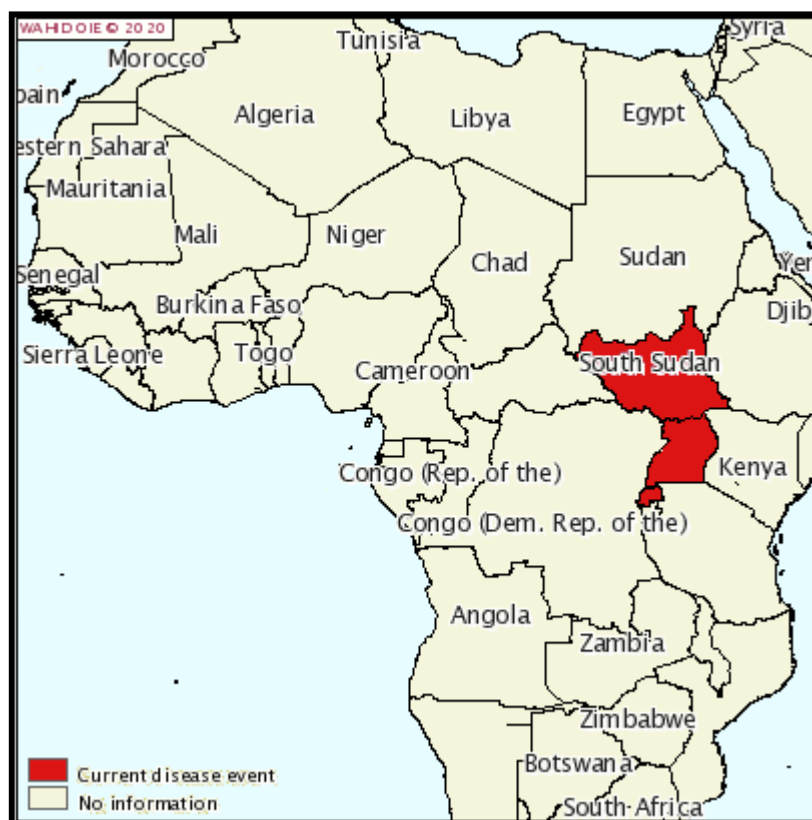 WAHID OIE © 2020
Syria
Tunisia
Morocco
pain
Algeria
Libya
Egypt
estern Sahara
Mauritania
Mali
Niger
Chad
Sudan
Yer
Senegal
Burkina Faso
Djib
Sierra Leone
Togo
Cameroon
South Sudan
Congo (Rep. of the)
Kenya
Congo (Dem. Rep. of the)
Angola
Zambia
Zimbabwe
Botswana
South-Africa
Current disease event
No information